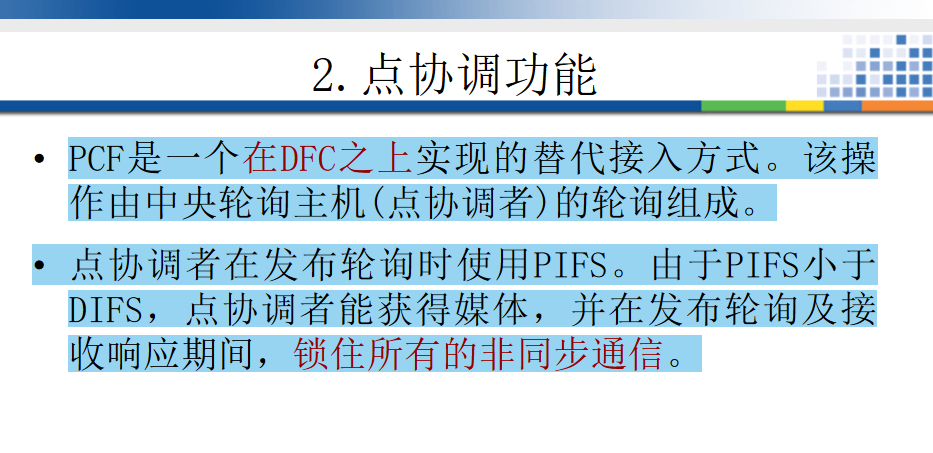 2.点协调功能
• PCF是一个在DFC之上实现的替代接入方式。该操
作由中央轮询主机(点协调者)的轮询组成。
• 点协调者在发布轮询时使用PIFS。由于PIFS小于
DIFS，点协调者能获得媒体，并在发布轮询及接
收响应期间，锁住所有的非同步通信。